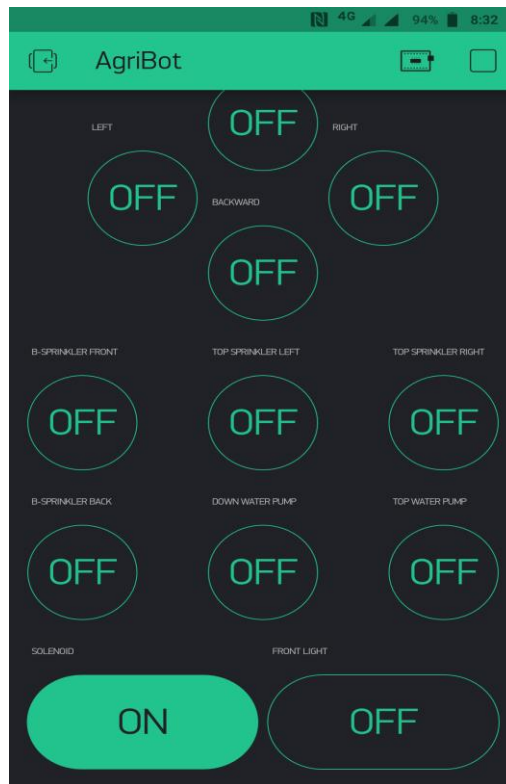 4G 94% 8:32
AgriBot
OFF
LEFT RIGHT
OFF OFF
BACKWARD
OFF
B-SPRINKLER FRONT TOP SPRINKLER LEFT TOP SPRINKLER RIGHT
OFF OFF OFF
B-SPRINKLER BACK DOWN WATER PUMP TOP WATER PUMP
OFF OFF OFF
SOLENOID FRONT LIGHT
ON OFF